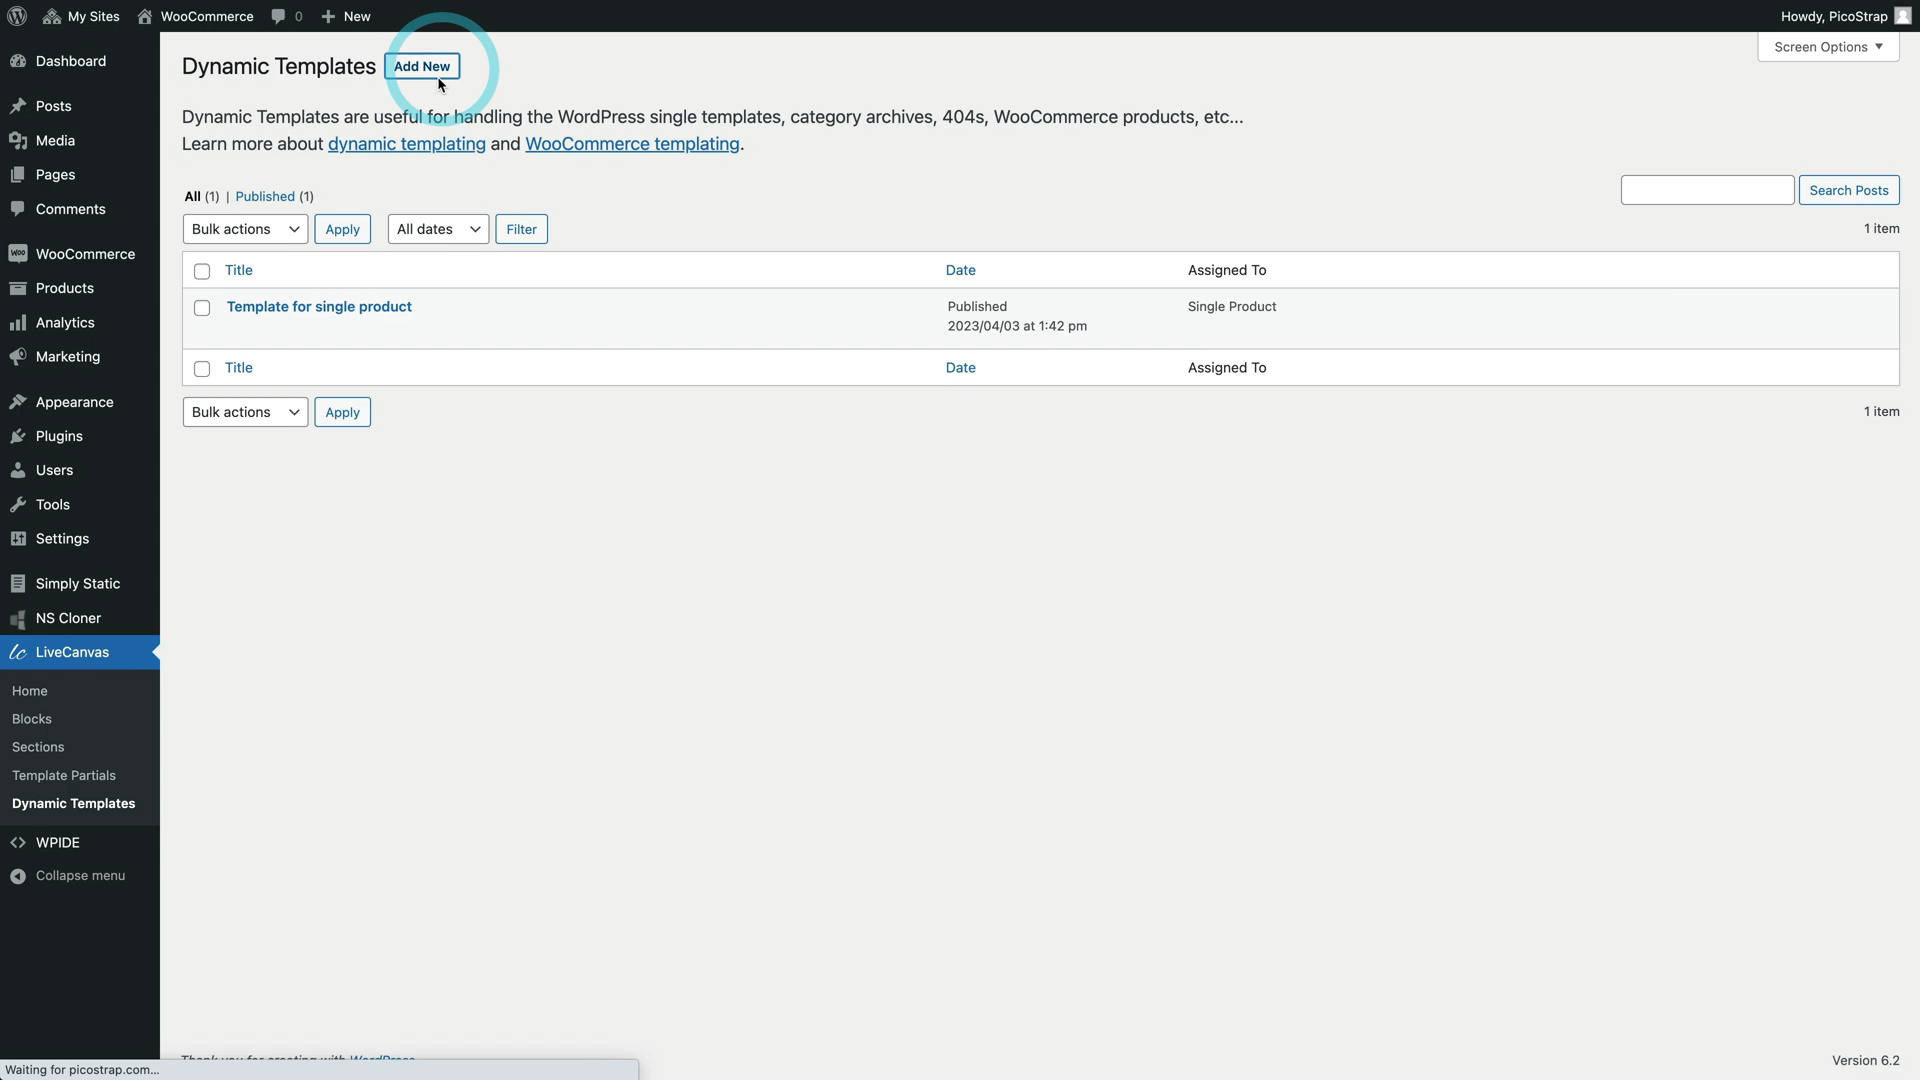 My Sites
WooCommerce
0
New
Howdy, PicoStrap
Screen Options
Dashboard
Posts
Media
Pages
Comments
WooCommerce
Products
Analytics
Marketing
Appearance
Plugins
Users
Tools
Settings
Simply Static
NS Cloner
LiveCanvas
Home
Blocks
Sections
Template Partials
Dynamic Templates
WPIDE
Collapse menu
Dynamic Templates Add New
Dynamic Templates are useful for handling the WordPress single templates, category archives, 404s, WooCommerce products, etc...
Learn more about dynamic templating and WooCommerce templating.
All (1) | Published (1)
Search Posts
Bulk actions Apply All dates Filter
1 item
Title Date Assigned To
Template for single product Published Single Product
2023/04/03 at 1:42 pm
Title Date Assigned To
Bulk actions Apply
1 item
Thank you for creating with WordPress
Version 6.2
Waiting for picostrap.com...